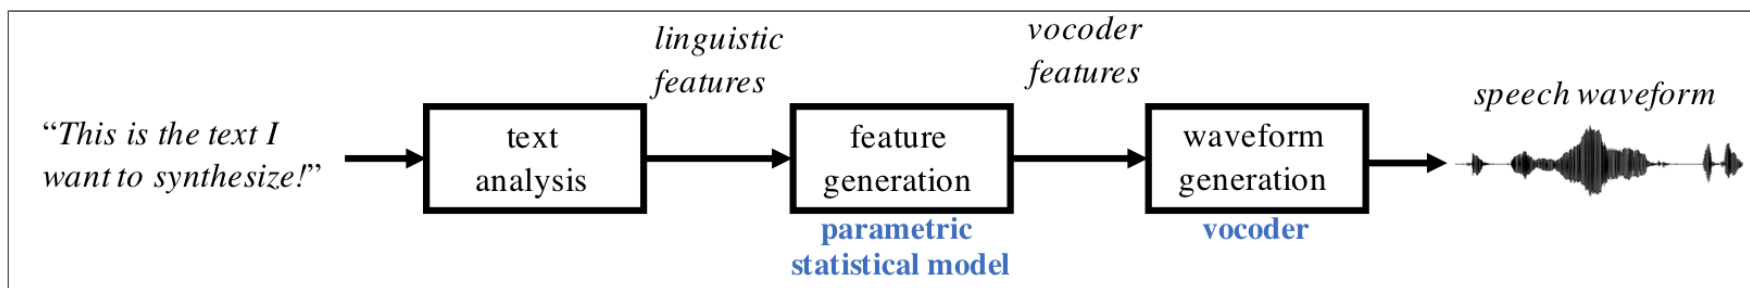 “This is the text I
want to synthesize!”
text
analysis
linguistic
features
feature
generation
parametric
statistical model
vocoder
features
waveform
generation
vocoder
speech waveform